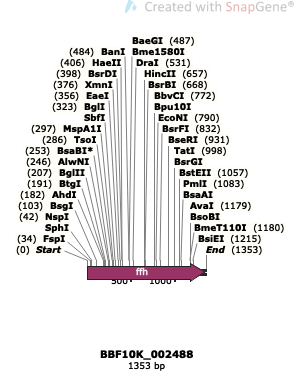 Created with SnapGene®
BaeGI (487)
(484) BanI Bme1580I
(406) HaeII DraI (531)
(398) BsrDI HincII (657)
(376) XmnI BsrBI (668)
(356) EaeI BbvCI (772)
(323) BglI Bpu10I
SbfI EcoNI (790)
(297) MspA1I BsrFI (832)
(286) TsoI BseRI (931)
(253) BsaBI* TatI (998)
(246) AlwNI BsrGI
(207) BglII BstEII (1057)
(191) BtgI PmlI (1083)
(182) AhdI BsaAI
(103) BsgI AvaI (1179)
(42) NspI BsoBI
SphI BmeT110I (1180)
(34) FspI BsiEI (1215)
(0) Start End (1353)
ffh
500 1000
BBF10K_002488
1353 bp